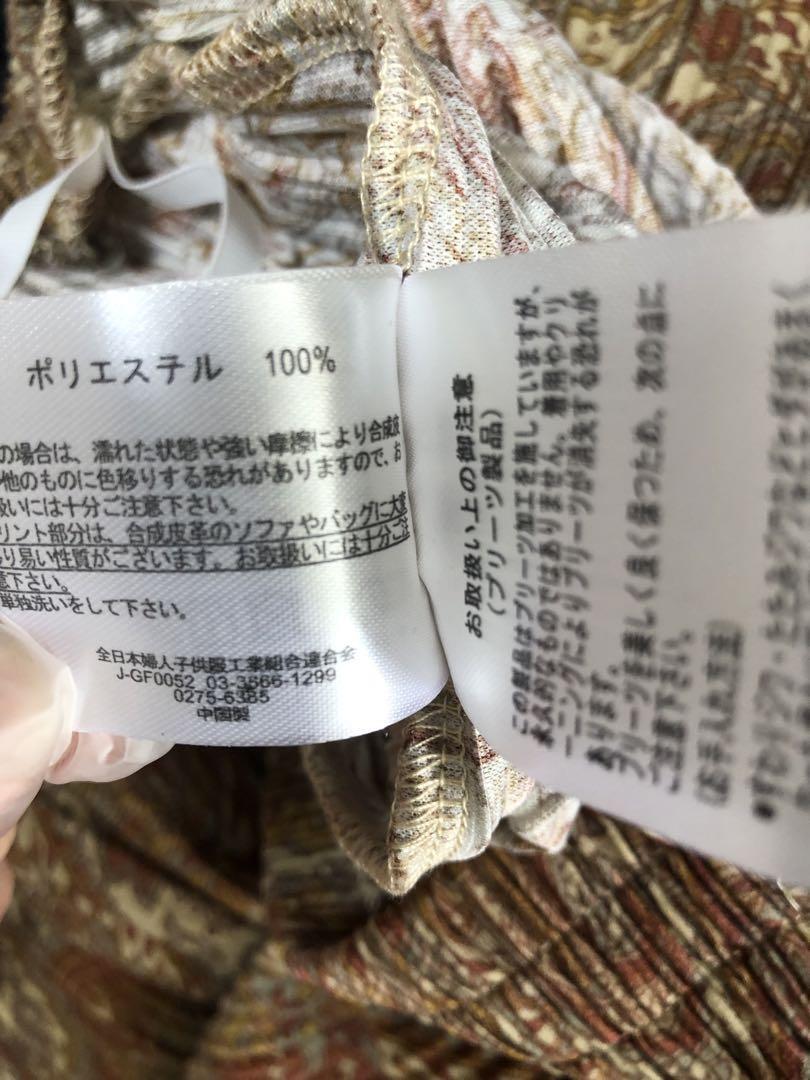 ポリエステル 100%
の場合は、濡れた状態や強い摩擦により合成皮
他のものに色移りする恐れがありますので、お
扱いには十分ご注意下さい。
リント部分は、合成皮革のソファやバッグに大変
り易い性質がございます。お取扱いには十分ご注
意下さい。
単独洗いをして下さい。
全日本婦人子供服工業組合連合会
J-GF0052 03-3666-1299
0275-6385
中国製
お取扱い上の御注意
(プリーツ製品)
この製品はプリーツ加工を施していますが、
永久的なものではありません。着用やクリ
ーニングによりプリーツが消失する恐れが
あります。
プリーツを美しく良く保つため、次の点に
ご注意下さい。
(お手入れ方法)